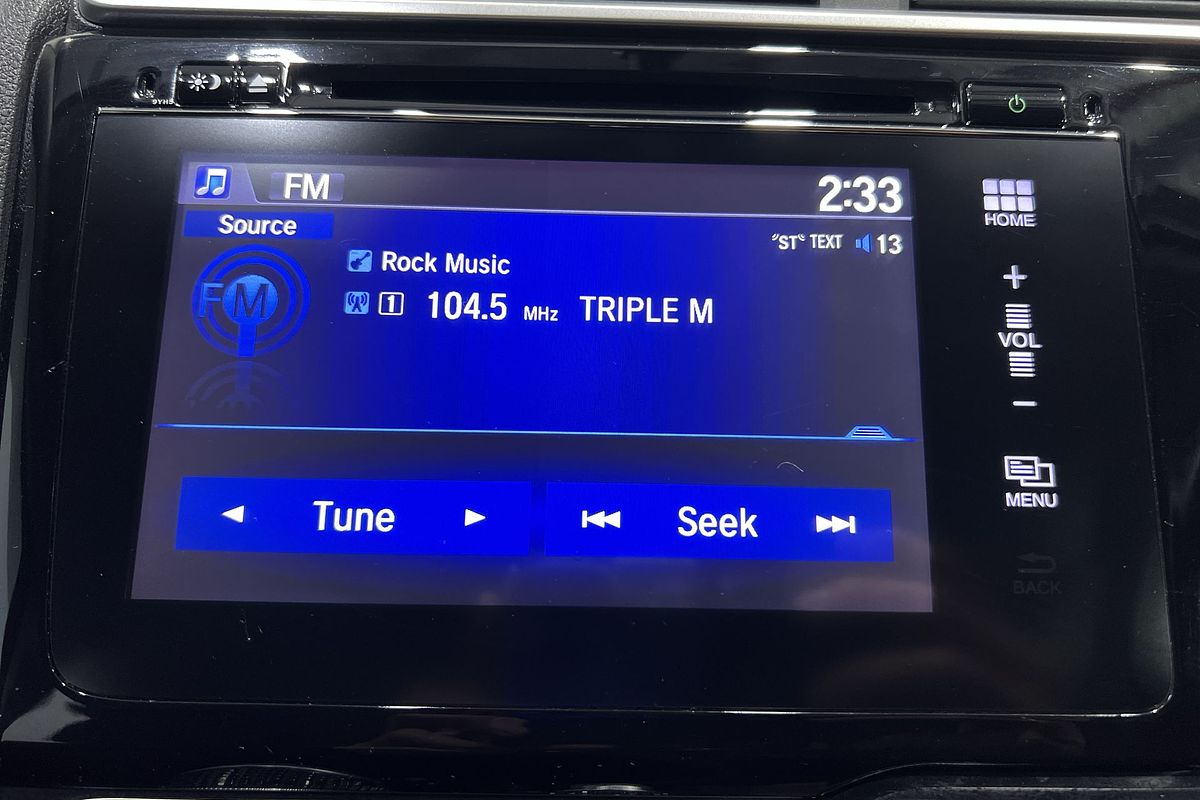 FM
2:33
HOME
Source
"ST" TEXT 13
Rock Music
FM
1 104.5 MHz TRIPLE M
+
VOL
−
Tune
Seek
MENU
BACK